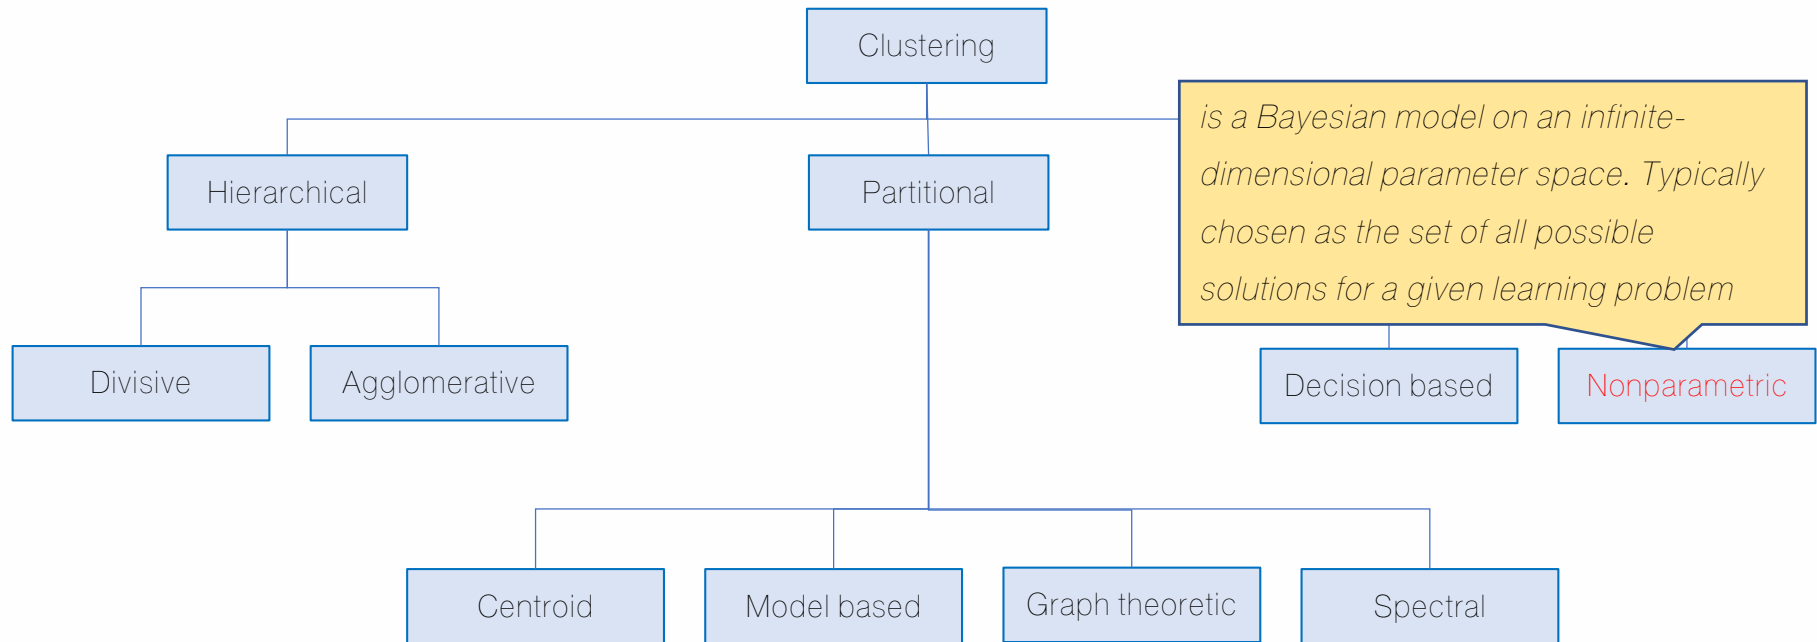 Clustering
is a Bayesian model on an infinite-
dimensional parameter space. Typically
chosen as the set of all possible
solutions for a given learning problem
Hierarchical
Partitional
Divisive
Agglomerative
Decision based
Nonparametric
Centroid
Model based
Graph theoretic
Spectral